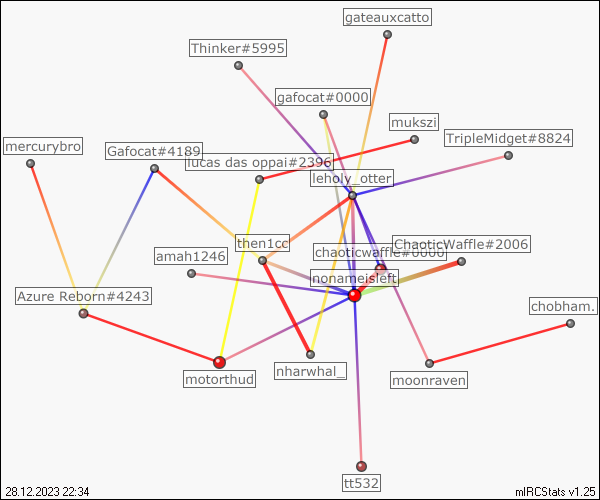 gateauxcatto
Thinker#5995
gafocat#0000
mukszi
TripleMidget#8824
mercurybro
Gafocat#4189
lucas das oppai#2396
leholy_otter
then1cc
chaoticwaffle#0000
ChaoticWaffle#2006
amah1246
nonameisleft
Azure Reborn#4243
chobham.
motorthud
nharwhal_
moonraven
tt532
28.12.2023 22:34
mIRCStats v1.25